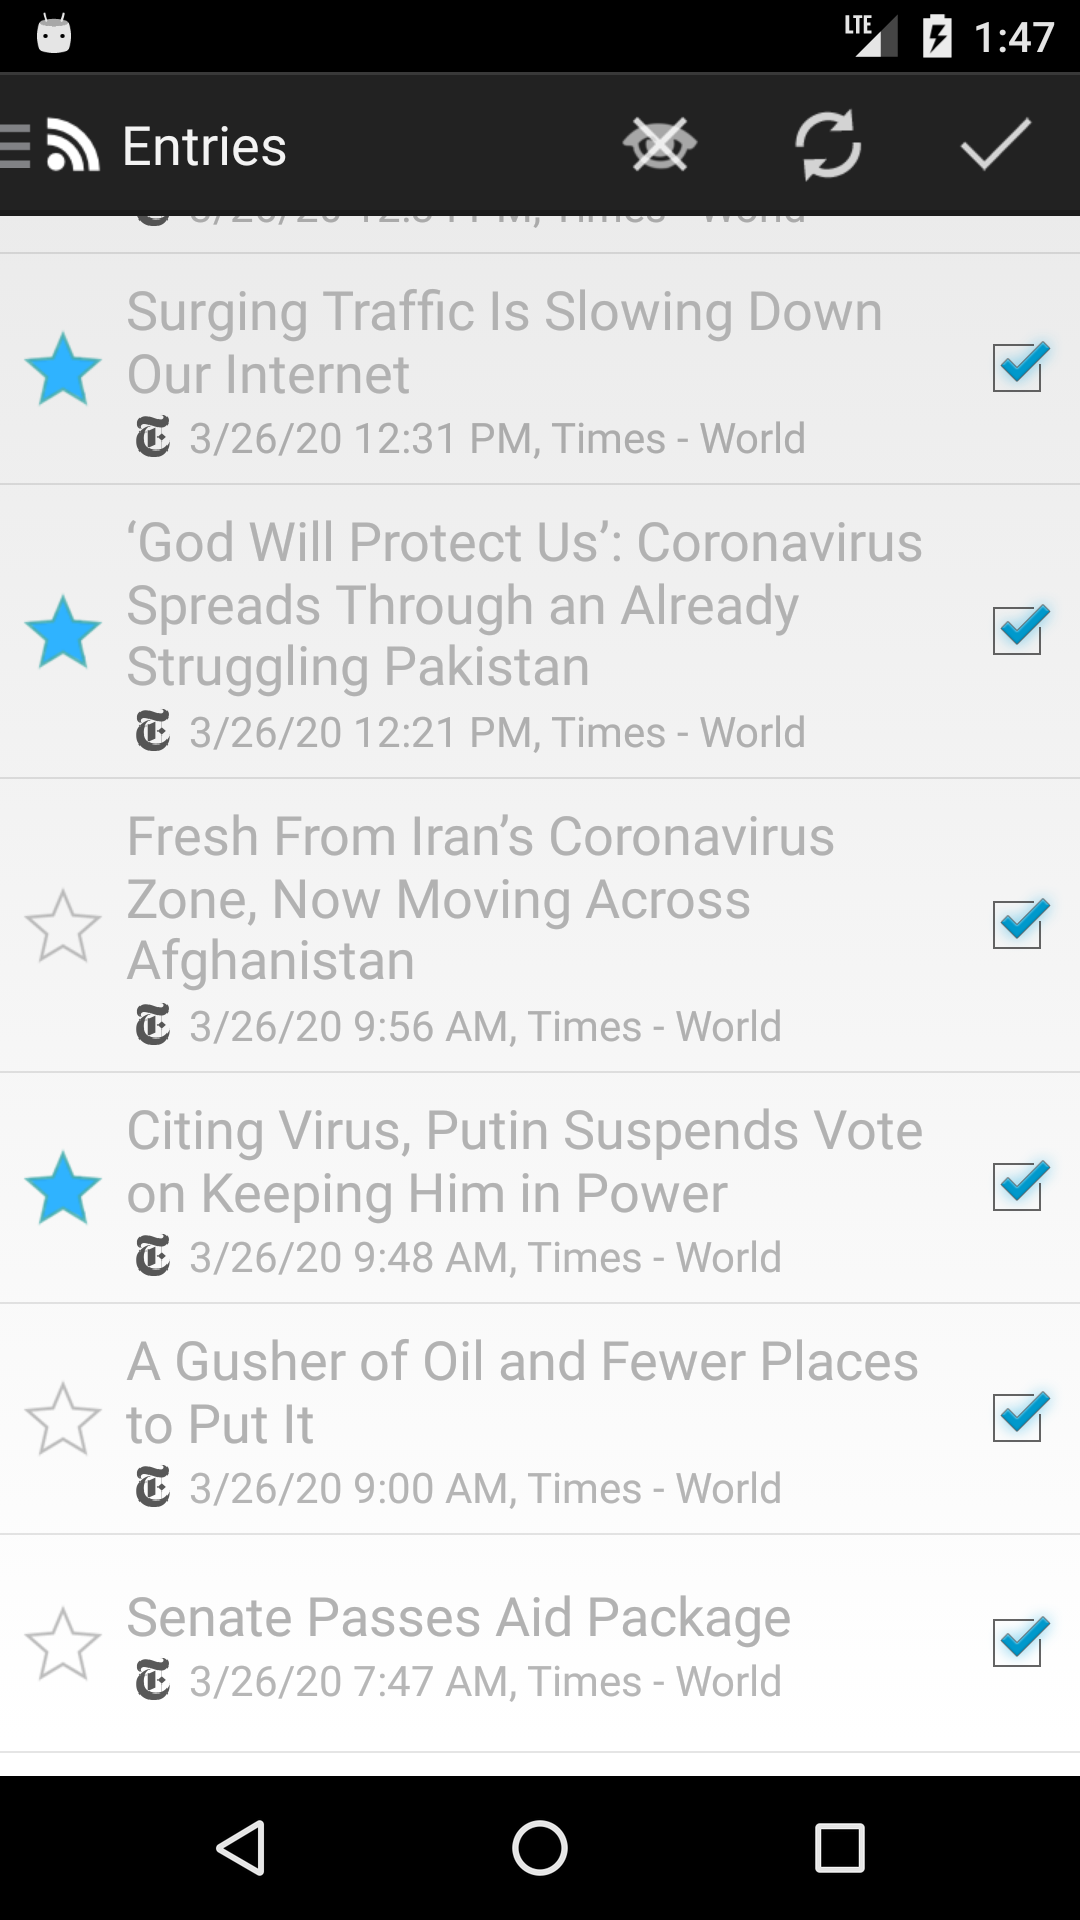 LTE 1:47
Entries
Surging Traffic Is Slowing Down
Our Internet
3/26/20 12:31 PM, Times - World
‘God Will Protect Us’: Coronavirus
Spreads Through an Already
Struggling Pakistan
3/26/20 12:21 PM, Times - World
Fresh From Iran’s Coronavirus
Zone, Now Moving Across
Afghanistan
3/26/20 9:56 AM, Times - World
Citing Virus, Putin Suspends Vote
on Keeping Him in Power
3/26/20 9:48 AM, Times - World
A Gusher of Oil and Fewer Places
to Put It
3/26/20 9:00 AM, Times - World
Senate Passes Aid Package
3/26/20 7:47 AM, Times - World